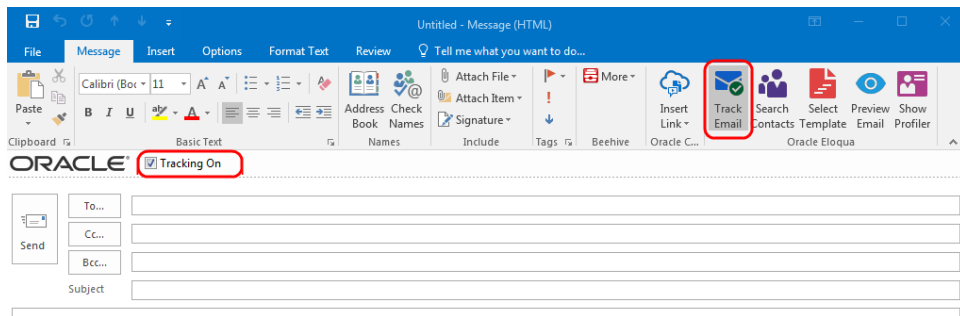 Untitled - Message (HTML)
File Message Insert Options Format Text Review Tell me what you want to do...
Calibri (Boc 11 A A Attach File More
Paste B I U aby A Address Check Attach Item Insert Track Search Select Preview Show
Book Names Signature Link Email Contacts Template Email Profiler
Clipboard Basic Text Names Include Tags Beehive Oracle C... Oracle Eloqua
ORACLE Tracking On
To...
Cc...
Send
Bcc...
Subject